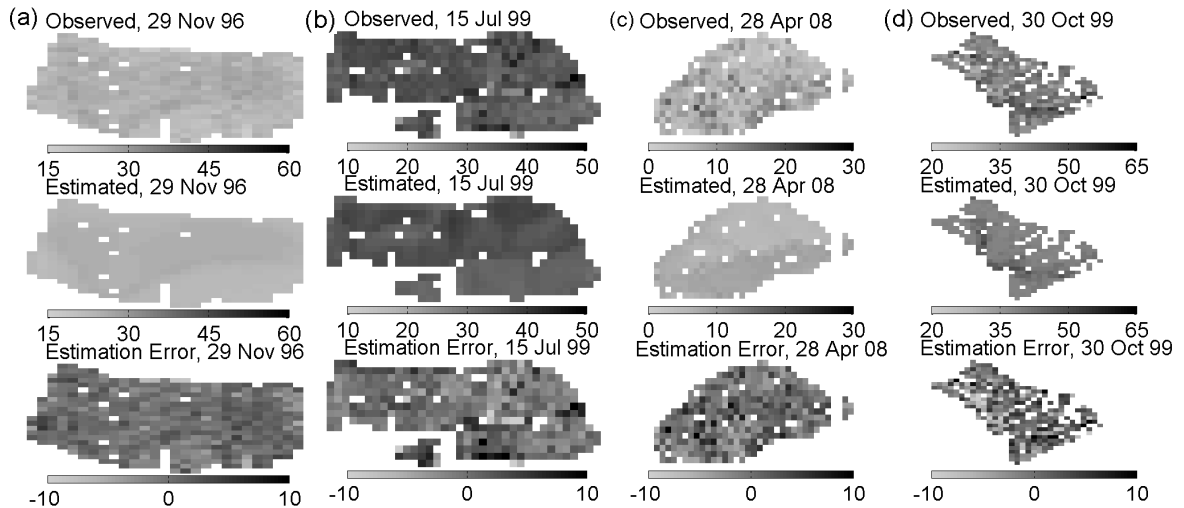 (a) Observed, 29 Nov 96
15 30 45 60
Estimated, 29 Nov 96
15 30 45 60
Estimation Error, 29 Nov 96
-10 0 10
(b) Observed, 15 Jul 99
10 20 30 40 50
Estimated, 15 Jul 99
10 20 30 40 50
Estimation Error, 15 Jul 99
-10 0 10
(c) Observed, 28 Apr 08
0 10 20 30
Estimated, 28 Apr 08
0 10 20 30
Estimation Error, 28 Apr 08
-10 0 10
(d) Observed, 30 Oct 99
20 35 50 65
Estimated, 30 Oct 99
20 35 50 65
Estimation Error, 30 Oct 99
-10 0 10